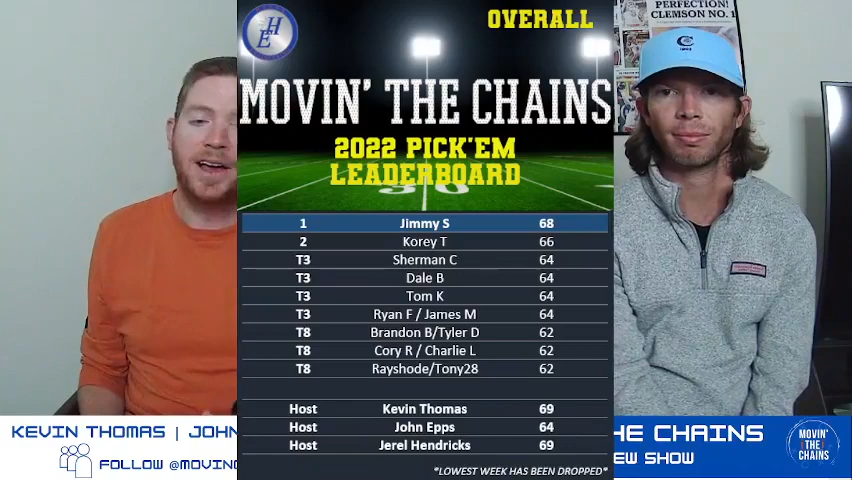 OVERALL
HE
MOVIN' THE CHAINS
2022 PICK'EM
LEADERBOARD
1 Jimmy S 68
2 Korey T 66
T3 Sherman C 64
T3 Dale B 64
T3 Tom K 64
T3 Ryan F / James M 64
T8 Brandon B/Tyler D 62
T8 Cory R / Charlie L 62
T8 Rayshode/Tony28 62
Host Kevin Thomas 69
Host John Epps 64
Host Jerel Hendricks 69
*LOWEST WEEK HAS BEEN DROPPED*
PERFECTION!
CLEMSON NO. 1
C
KEVIN THOMAS | JOHN
FOLLOW @MOVING
HE CHAINS
EW SHOW
MOVIN'
THE
CHAINS